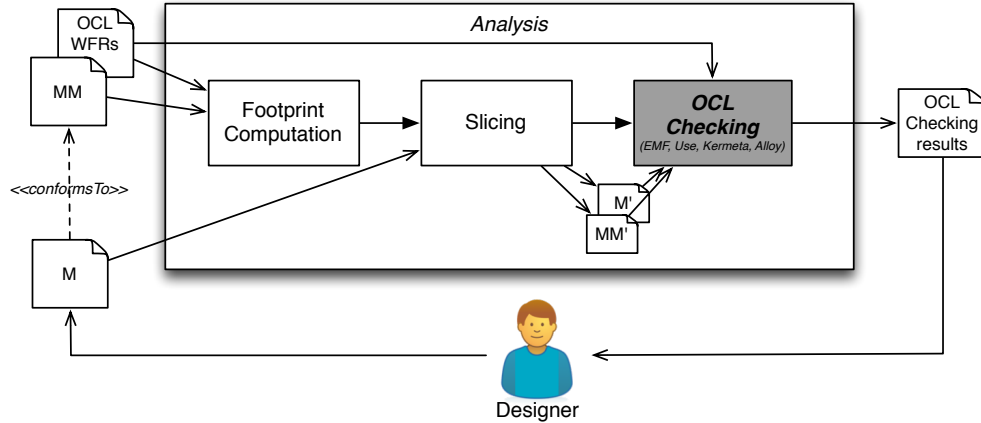 OCL
WFRs
Analysis
MM
Footprint
Computation
Slicing
OCL
Checking
(EMF, Use, Kermeta, Alloy)
OCL
Checking
results
<<conformsTo>>
M'
MM'
M
Designer